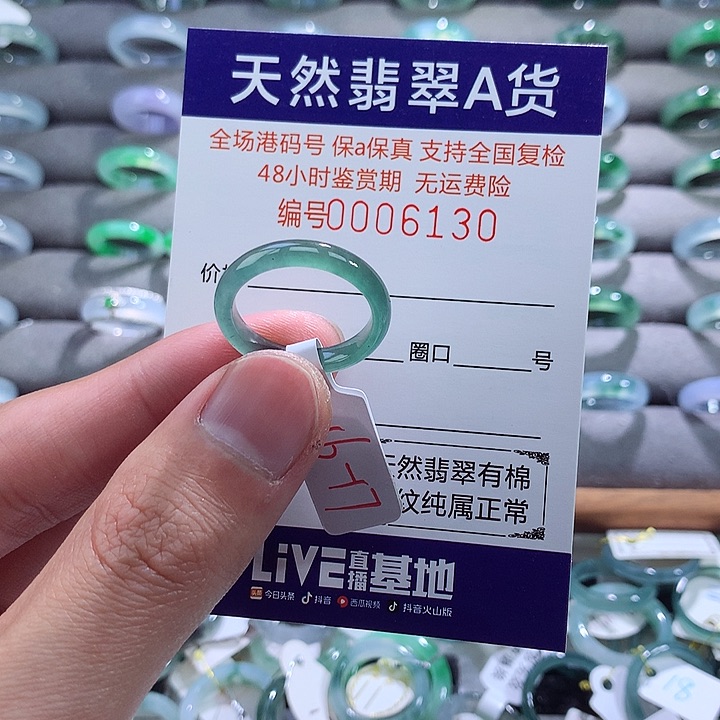 天然翡翠A货
全场港码号 保a保真 支持全国复检
48小时鉴赏期 无运费险
编号0006130
价
圈口 号
然翡翠有棉
纹纯属正常
LiVE直播基地
头条 今日头条 抖音 西瓜视频 抖音火山版
18